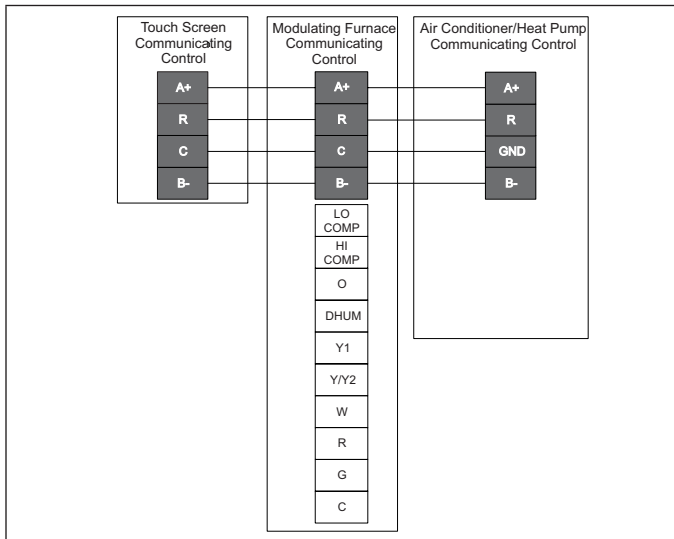 Touch Screen
Communicating
Control
A+
R
C
B-
Modulating Furnace
Communicating
Control
A+
R
C
B-
LO
COMP
HI
COMP
O
DHUM
Y1
Y/Y2
W
R
G
C
Air Conditioner/Heat Pump
Communicating Control
A+
R
GND
B-